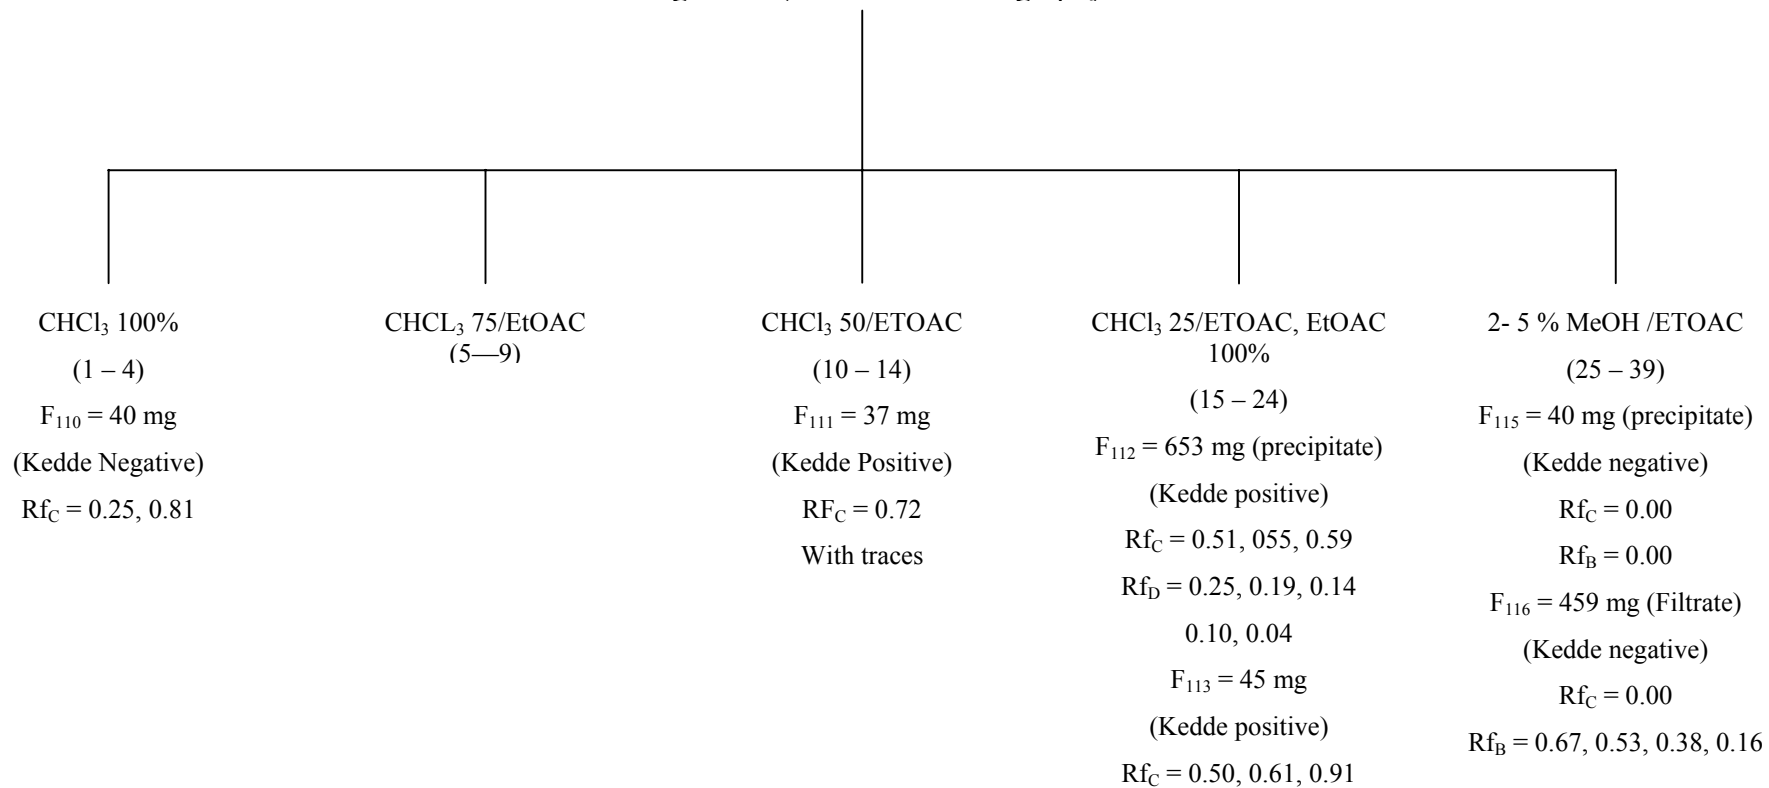 CHCl₃ 100%
(1 – 4)
F₁₁₀ = 40 mg
(Kedde Negative)
Rf_C = 0.25, 0.81
CHCL₃ 75/EtOAC
(5—9)
CHCl₃ 50/ETOAC
(10 – 14)
F₁₁₁ = 37 mg
(Kedde Positive)
RF_C = 0.72
With traces
CHCl₃ 25/ETOAC, EtOAC
100%
(15 – 24)
F₁₁₂ = 653 mg (precipitate)
(Kedde positive)
Rf_C = 0.51, 055, 0.59
Rf_D = 0.25, 0.19, 0.14
0.10, 0.04
F₁₁₃ = 45 mg
(Kedde positive)
Rf_C = 0.50, 0.61, 0.91
2- 5 % MeOH /ETOAC
(25 – 39)
F₁₁₅ = 40 mg (precipitate)
(Kedde negative)
Rf_C = 0.00
Rf_B = 0.00
F₁₁₆ = 459 mg (Filtrate)
(Kedde negative)
Rf_C = 0.00
Rf_B = 0.67, 0.53, 0.38, 0.16